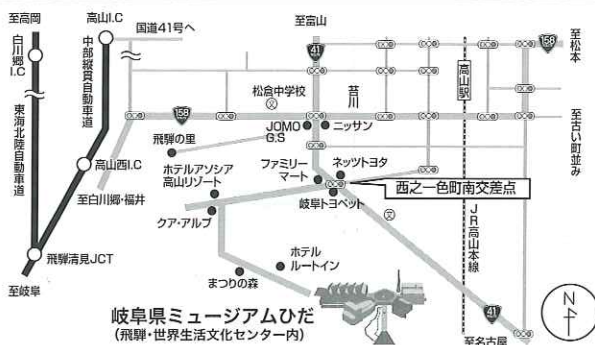 至高岡
白川郷
I.C
東海北陸自動車道
高山I.C
中部縦貫自動車道
高山西I.C
至白川郷・福井
飛騨清見JCT
至岐阜
国道41号へ
至富山
41
158
至松本
松倉中学校
文
苔川
高山駅
158
JOMO
G.S
ニッサン
至古い町並み
飛騨の里
ホテルアソシア
高山リゾート
ファミリー
マート
ネッツトヨタ
西之一色町南交差点
クア・アルプ
岐阜トヨペット
文
JR高山本線
ホテル
ルートイン
まつりの森
岐阜県ミュージアムひだ
(飛騨・世界生活文化センター内)
41
至名古屋
N